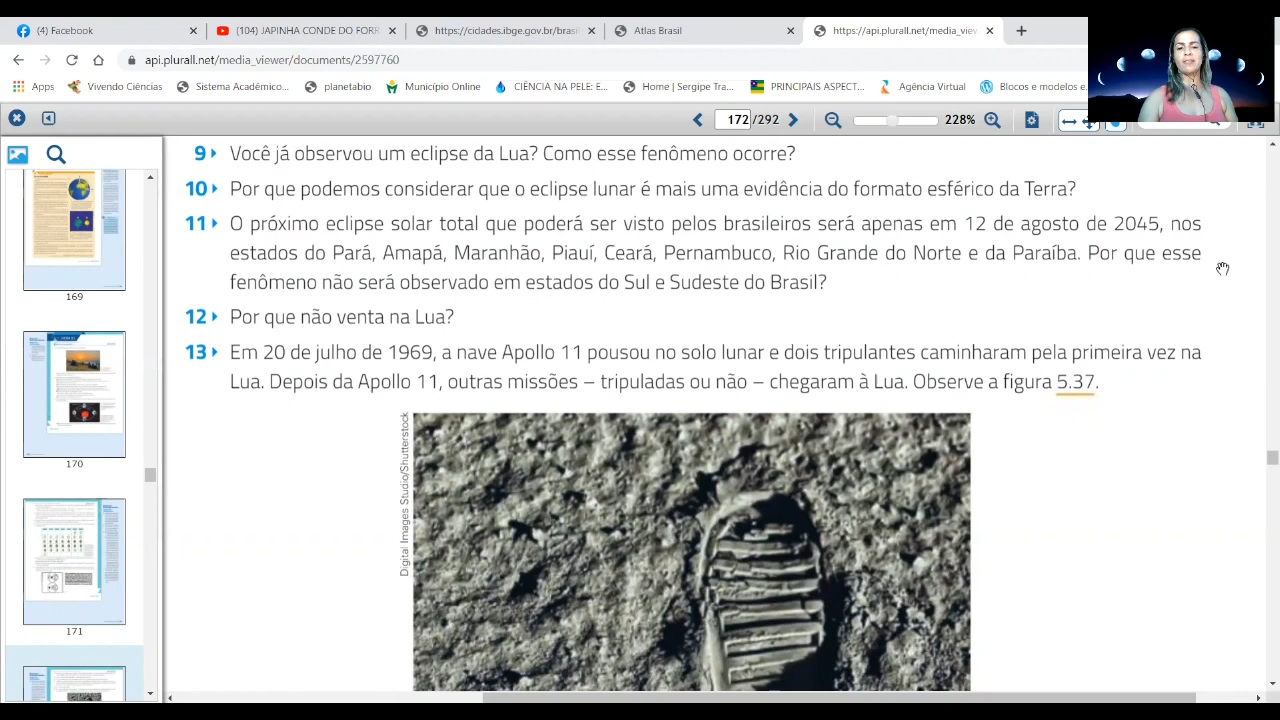 (4) Facebook
(104) JAPINHA CONDE DO FORR
https://cidades.ibge.gov.br/brasi
Atlas Brasil
https://api.plurall.net/media_view
api.plurall.net/media_viewer/documents/2597760
Vivendo Ciências
Sistema Acadêmico...
planetabio
Município Online
CIÊNCIA NA PELE: E...
Home | Sergipe Tra...
PRINCIPAIS ASPECT...
Agência Virtual
Blocos e modelos e
172 /292
228%
9 Você já observou um eclipse da Lua? Como esse fenômeno ocorre?
10 Por que podemos considerar que o eclipse lunar é mais uma evidência do formato esférico da Terra?
11 O próximo eclipse solar total que poderá ser visto pelos brasileiros será apenas em 12 de agosto de 2045, nos
estados do Pará, Amapá, Maranhão, Piauí, Ceará, Pernambuco, Rio Grande do Norte e da Paraíba. Por que esse
fenômeno não será observado em estados do Sul e Sudeste do Brasil?
12 Por que não venta na Lua?
13 Em 20 de julho de 1969, a nave Apollo 11 pousou no solo lunar e dois tripulantes caminharam pela primeira vez na
Lua. Depois da Apollo 11, outras missões – tripuladas ou não – chegaram à Lua. Observe a figura 5.37.
Digital Images Studio/Shutterstock
169
170
171